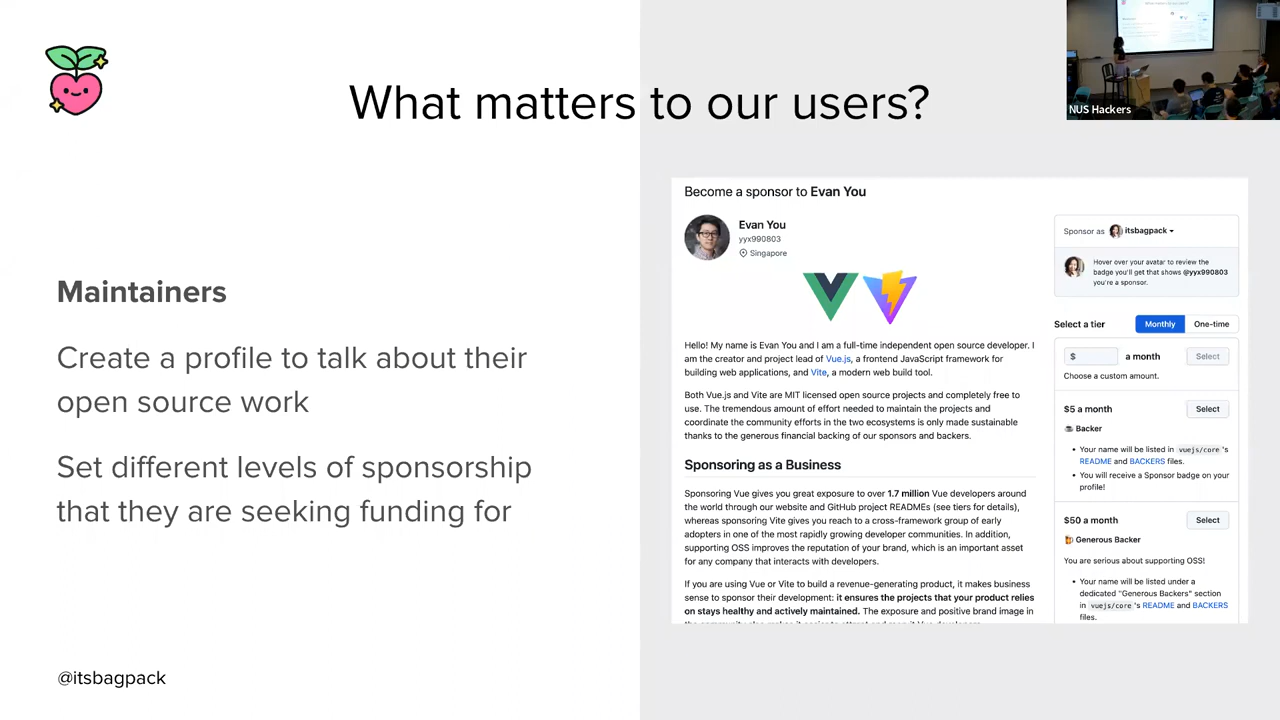 What matters to our users?
NUS Hackers
Maintainers
Create a profile to talk about their
open source work
Set different levels of sponsorship
that they are seeking funding for
@itsbagpack
Become a sponsor to Evan You
Evan You
yyx990803
Singapore
Hello! My name is Evan You and I am a full-time independent open source developer. I
am the creator and project lead of Vue.js, a frontend JavaScript framework for
building web applications, and Vite, a modern web build tool.
Both Vue.js and Vite are MIT licensed open source projects and completely free to
use. The tremendous amount of effort needed to maintain the projects and
coordinate the community efforts in the two ecosystems is only made sustainable
thanks to the generous financial backing of our sponsors and backers.
Sponsoring as a Business
Sponsoring Vue gives you great exposure to over 1.7 million Vue developers around
the world through our website and GitHub project READMEs (see tiers for details),
whereas sponsoring Vite gives you reach to a cross-framework group of early
adopters in one of the most rapidly growing developer communities. In addition,
supporting OSS improves the reputation of your brand, which is an important asset
for any company that interacts with developers.
If you are using Vue or Vite to build a revenue-generating product, it makes business
sense to sponsor their development: it ensures the projects that your product relies
on stays healthy and actively maintained. The exposure and positive brand image in
Sponsor as itsbagpack
Hover over your avatar to review the
badge you'll get that shows @yyx990803
you're a sponsor.
Select a tier Monthly One-time
$ a month Select
Choose a custom amount.
$5 a month Select
Backer
Your name will be listed in vuejs/core's
README and BACKERS files.
You will receive a Sponsor badge on your
profile!
$50 a month Select
Generous Backer
You are serious about supporting OSS!
Your name will be listed under a
dedicated "Generous Backers" section
in vuejs/core's README and BACKERS
files.